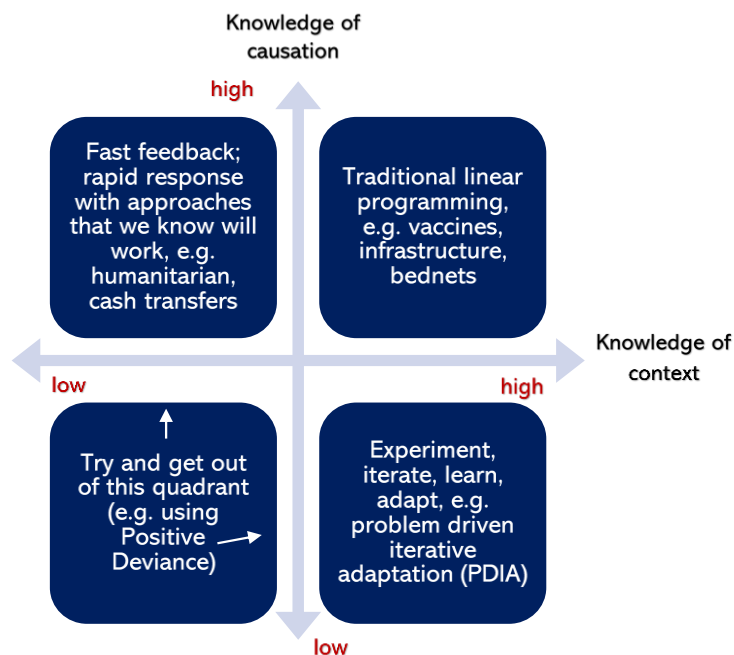 Knowledge of
causation
high
Fast feedback;
rapid response
with approaches
that we know will
work, e.g.
humanitarian,
cash transfers
Traditional linear
programming,
e.g. vaccines,
infrastructure,
bednets
Knowledge of
context
low
high
Try and get out
of this quadrant
(e.g. using
Positive
Deviance)
Experiment,
iterate, learn,
adapt, e.g.
problem driven
iterative
adaptation (PDIA)
low